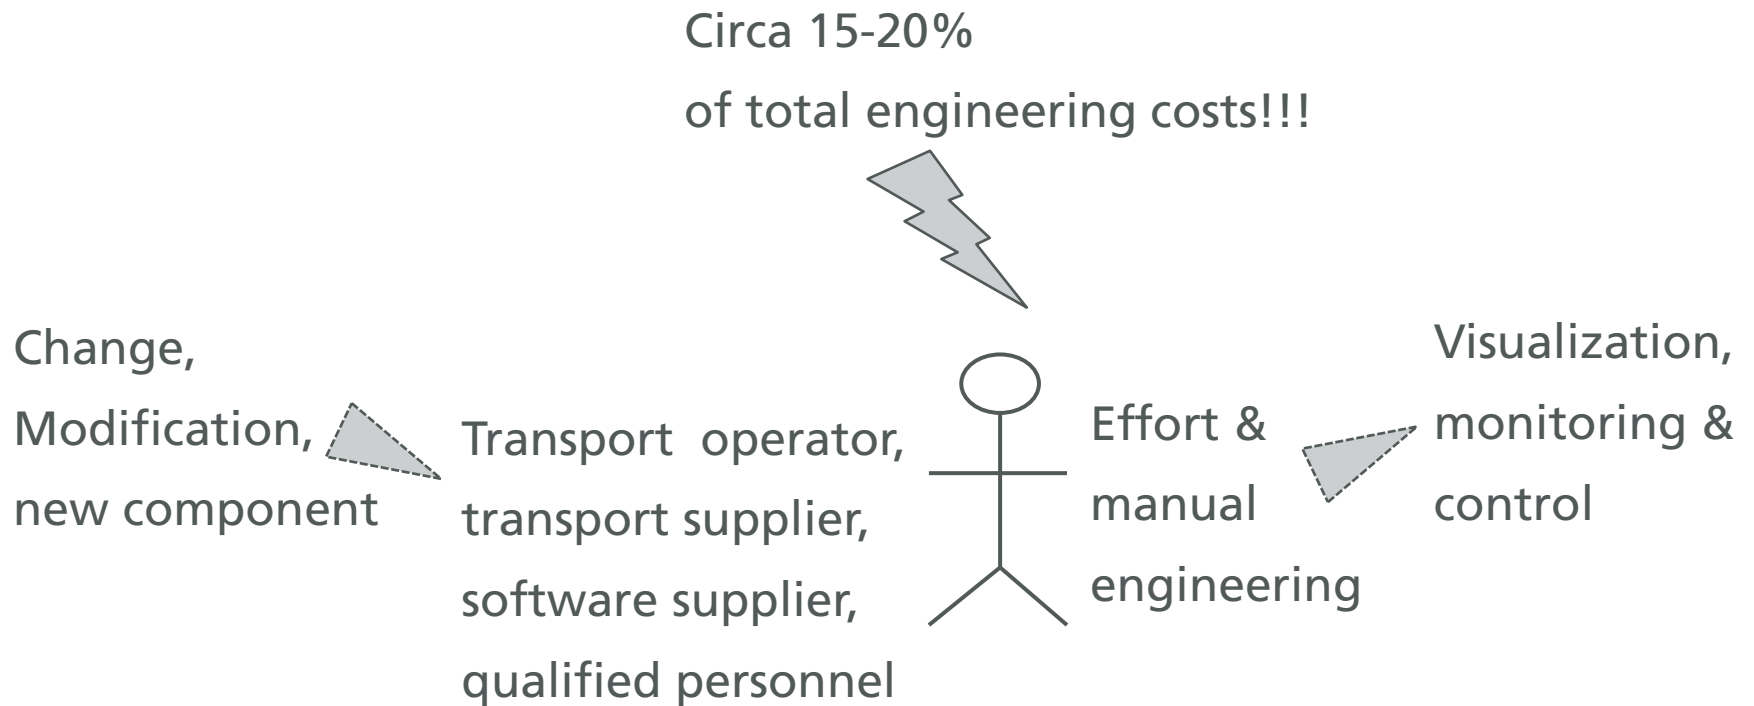 Circa 15-20%
of total engineering costs!!!
Change,
Modification,
new component
Transport operator,
transport supplier,
software supplier,
qualified personnel
Effort &
manual
engineering
Visualization,
monitoring &
control